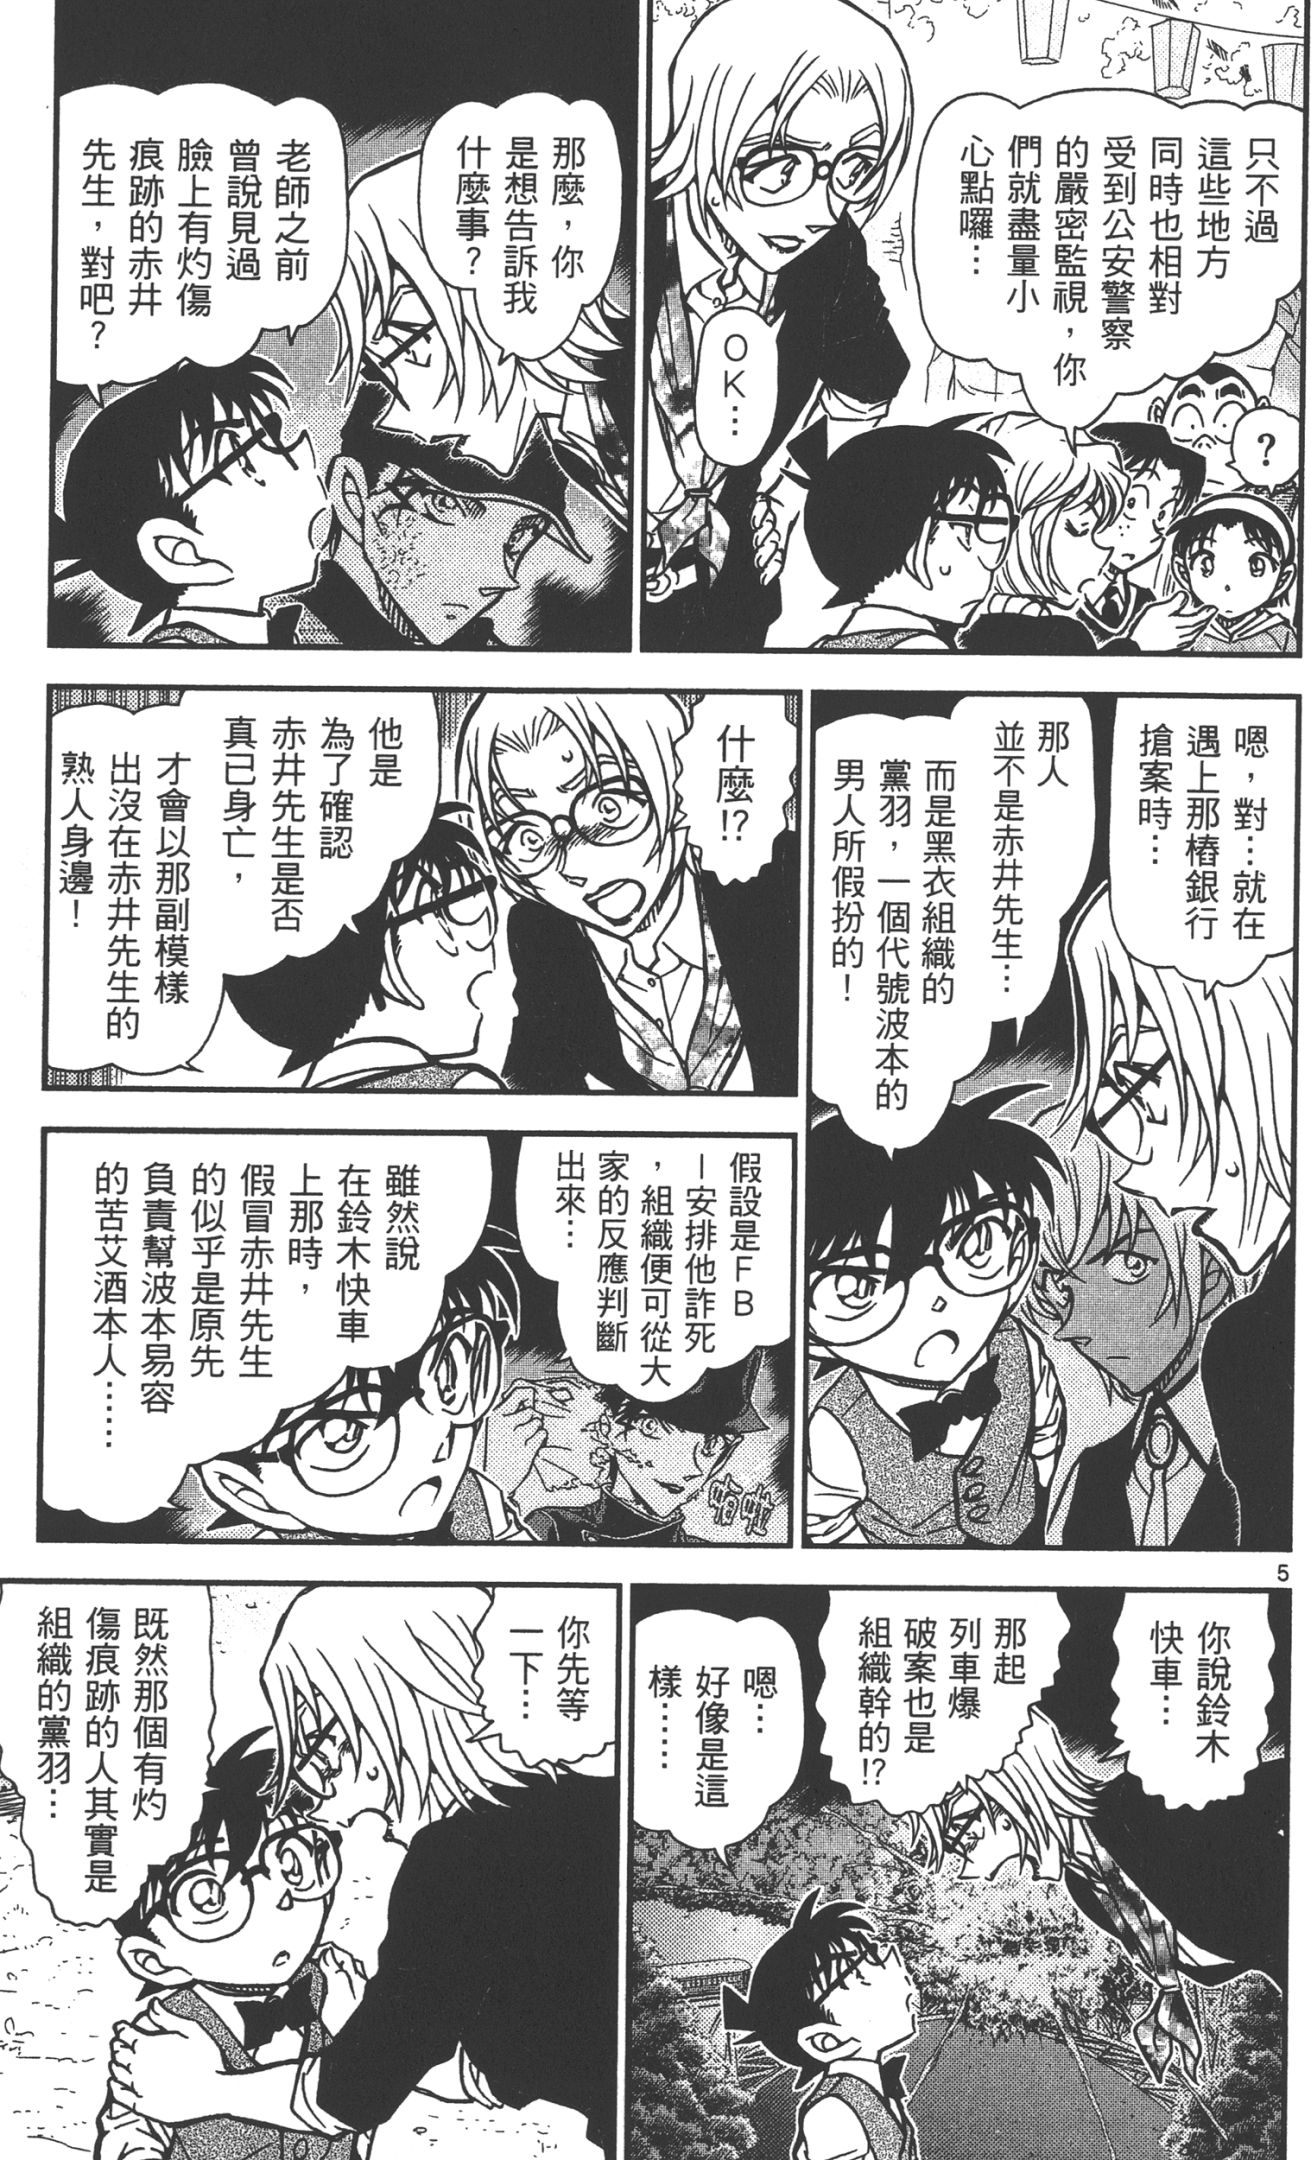 只不過
這些地方
同時也相對
受到公安警察
的嚴密監視，你
們就盡量小
心點囉…
？
ＯＫ…
那麼，你
是想告訴我
什麼事？
老師之前
曾說見過
臉上有灼傷
痕跡的赤井
先生，對吧？
嗯，對…就在
遇上那樁銀行
搶案時…
那人
並不是赤井先生…
而是黑衣組織的
黨羽，一個代號波本的
男人所假扮的！
什麼!?
他是
為了確認
赤井先生是否
真已身亡，
才會以那副模樣
出沒在赤井先生的
熟人身邊！
假設是ＦＢ
Ｉ安排他詐死
，組織便可從大
家的反應判斷
出來…
啪啦
雖然說
在鈴木快車
上那時，
假冒赤井先生
的似乎是原先
負責幫波本易容
的苦艾酒本人……
5
你說鈴木
快車…
那起
列車爆
破案也是
組織幹的!?
嗯…
好像是這
樣……
你先等
一下…
既然那個有灼
傷痕跡的人其實是
組織的黨羽…